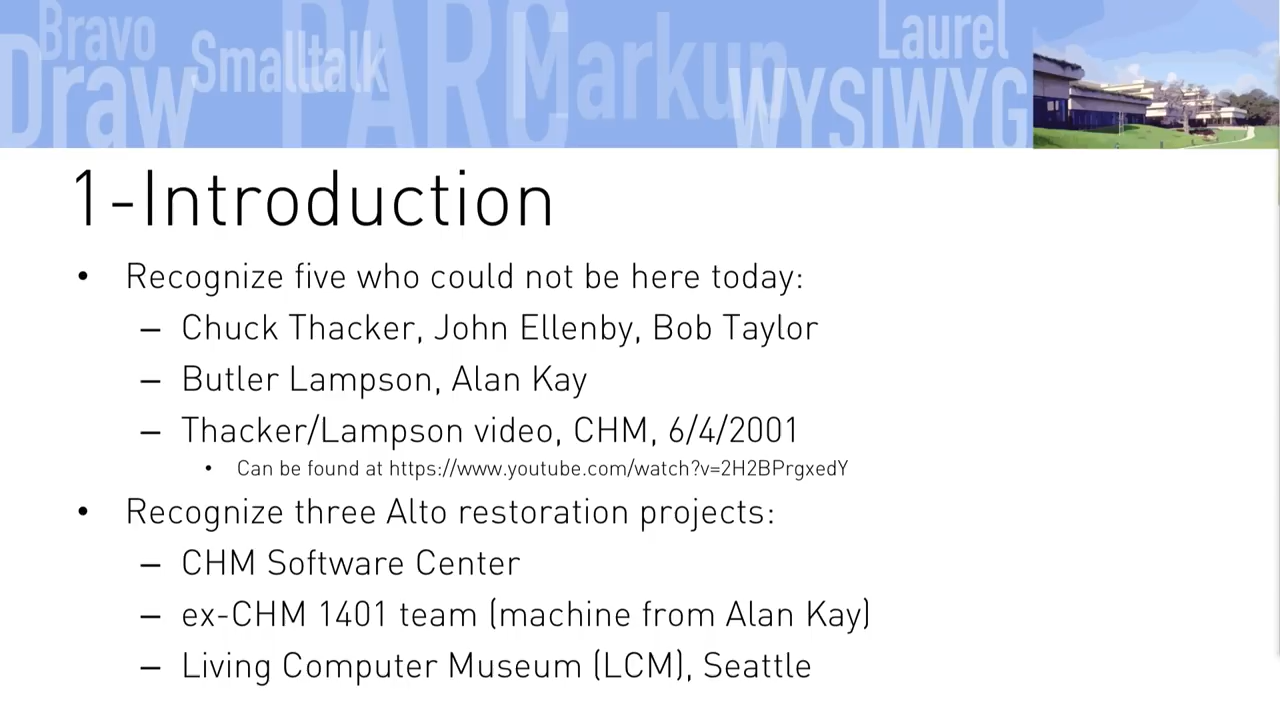 Bravo
Draw
Smalltalk
PARC
Markup
Laurel
WYSIWYG
1-Introduction
• Recognize five who could not be here today:
– Chuck Thacker, John Ellenby, Bob Taylor
– Butler Lampson, Alan Kay
– Thacker/Lampson video, CHM, 6/4/2001
• Can be found at https://www.youtube.com/watch?v=2H2BPrgxedY
• Recognize three Alto restoration projects:
– CHM Software Center
– ex-CHM 1401 team (machine from Alan Kay)
– Living Computer Museum (LCM), Seattle